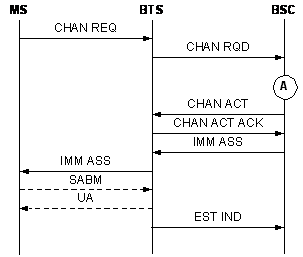 MS BTS BSC
CHAN REQ
CHAN RQD
A
CHAN ACT
CHAN ACT ACK
IMM ASS
IMM ASS
SABM
UA
EST IND